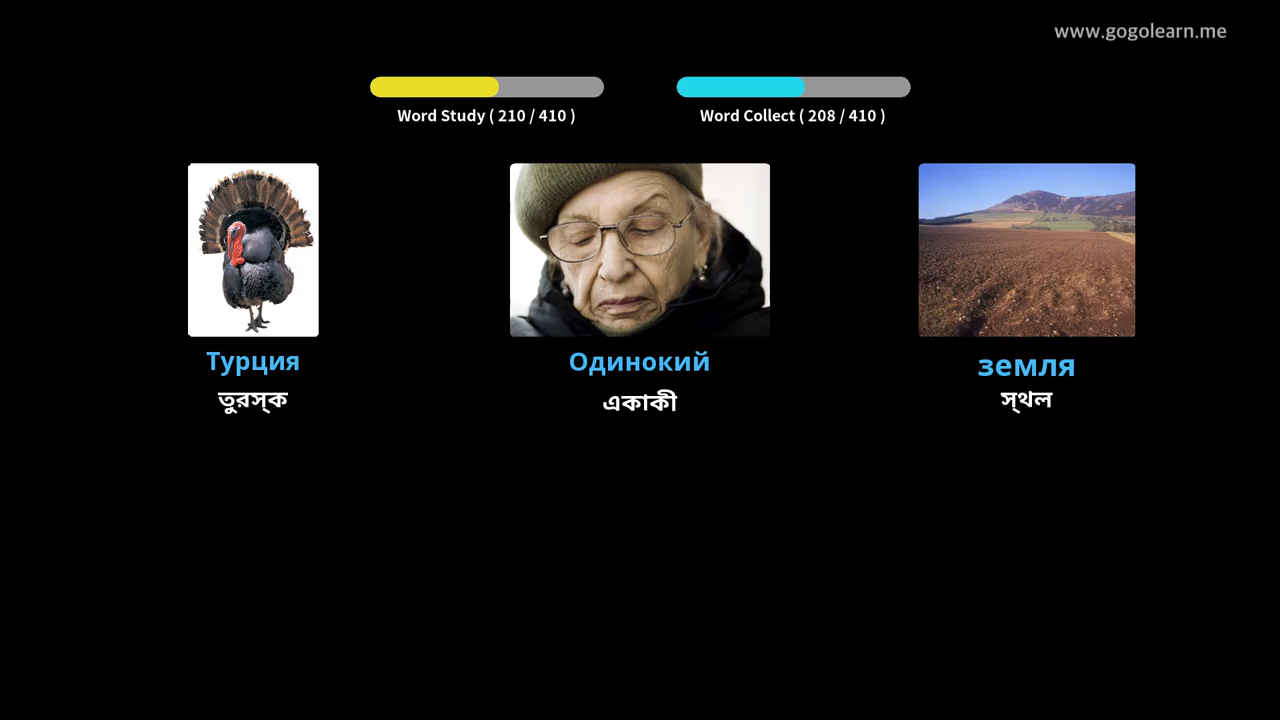 www.gogolearn.me
Word Study ( 210 / 410 )
Word Collect ( 208 / 410 )
Турция
Одинокий
земля
তুরস্ক
একাকী
স্থল